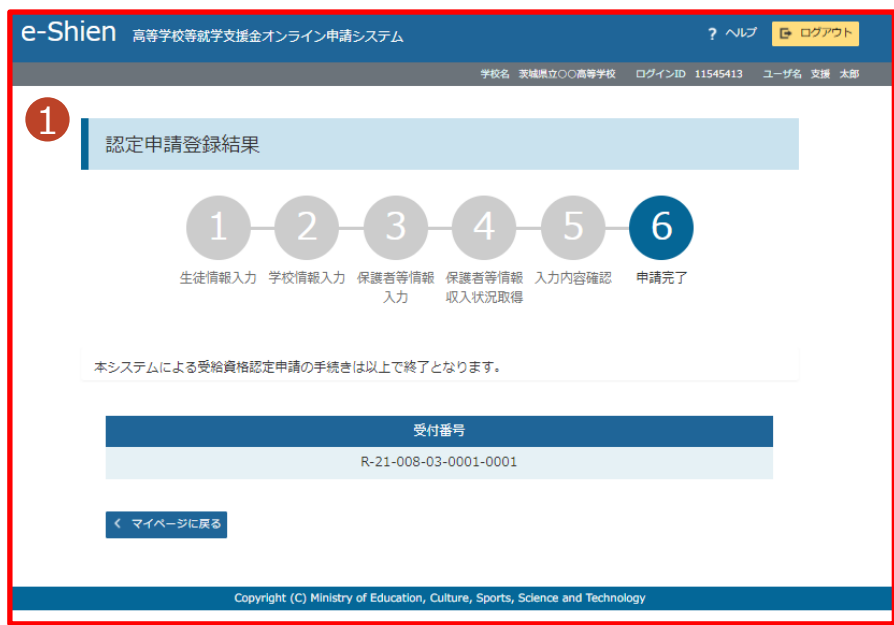 e-Shien 高等学校等就学支援金オンライン申請システム ? ヘルプ ログアウト
学校名 茨城県立○○高等学校 ログインID 11545413 ユーザ名 支援 太郎
1
認定申請登録結果
1 2 3 4 5 6
生徒情報入力 学校情報入力 保護者等情報 保護者等情報 入力内容確認 申請完了
入力 収入状況取得
本システムによる受給資格認定申請の手続きは以上で終了となります。
受付番号
R-21-008-03-0001-0001
マイページに戻る
Copyright (C) Ministry of Education, Culture, Sports, Science and Technology